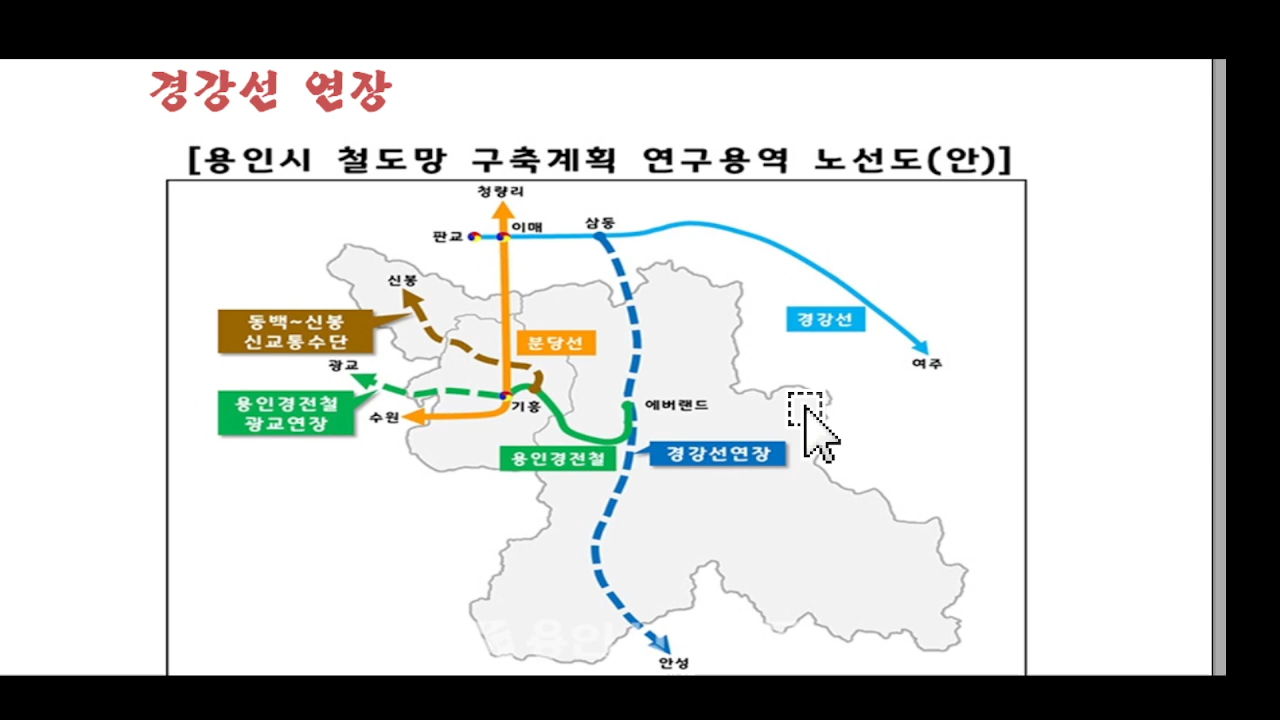 경강선 연장
[용인시 철도망 구축계획 연구용역 노선도(안)]
청량리
이매
삼동
판교
신봉
동백~신봉
신교통수단
경강선
분당선
여주
광교
용인경전철
광교연장
기흥
에버랜드
수원
용인경전철
경강선연장
용인
안성